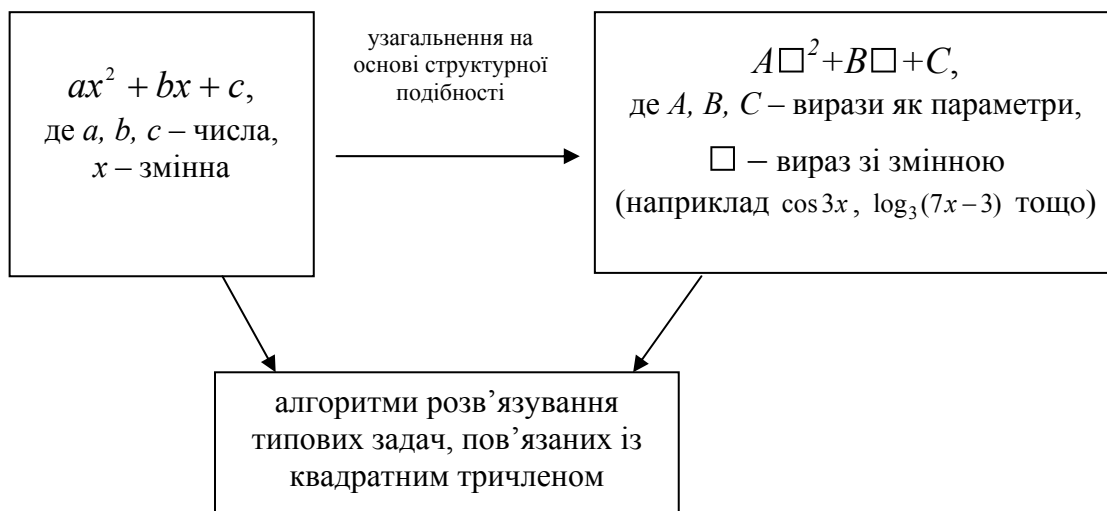 ax² + bx + c,
де a, b, c – числа,
x – змінна
узагальнення на
основі структурної
подібності
A□²+B□+C,
де A, B, C – вирази як параметри,
□ – вираз зі змінною
(наприклад cos 3x, log₃(7x – 3) тощо)
алгоритми розв’язування
типових задач, пов’язаних із
квадратним тричленом